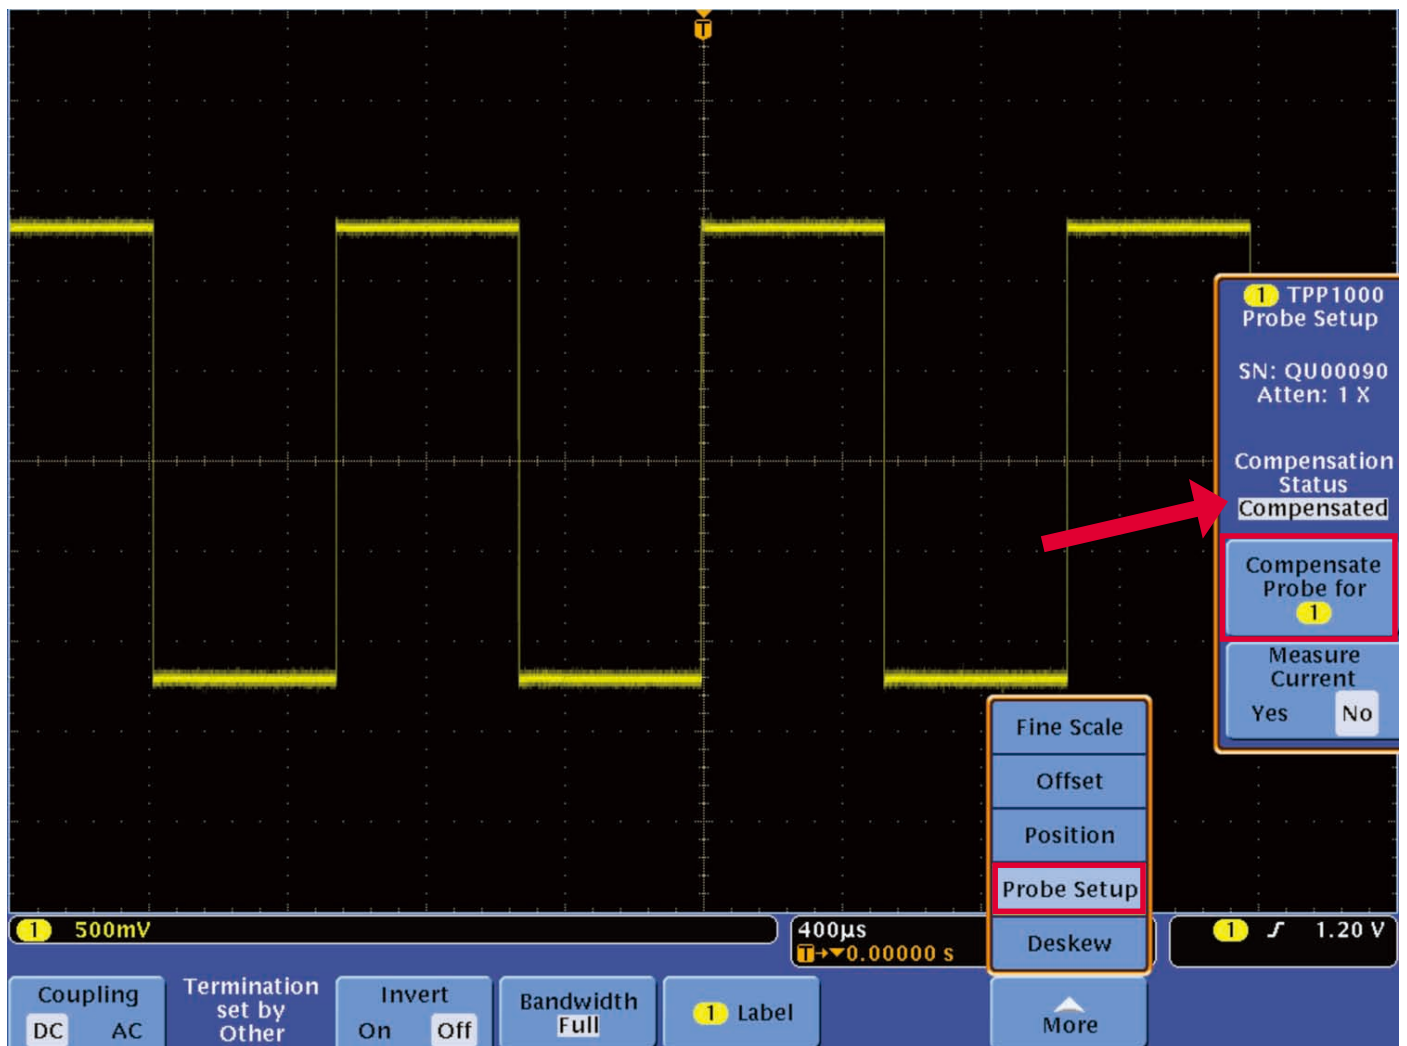 T
1 TPP1000
Probe Setup
SN: QU00090
Atten: 1 X
Compensation
Status
Compensated
Compensate
Probe for
1
Measure
Current
Yes No
Fine Scale
Offset
Position
Probe Setup
Deskew
1 500mV
400µs
T→▼0.00000 s
1 ƒ 1.20 V
Coupling
DC AC
Termination
set by
Other
Invert
On Off
Bandwidth
Full
1 Label
More